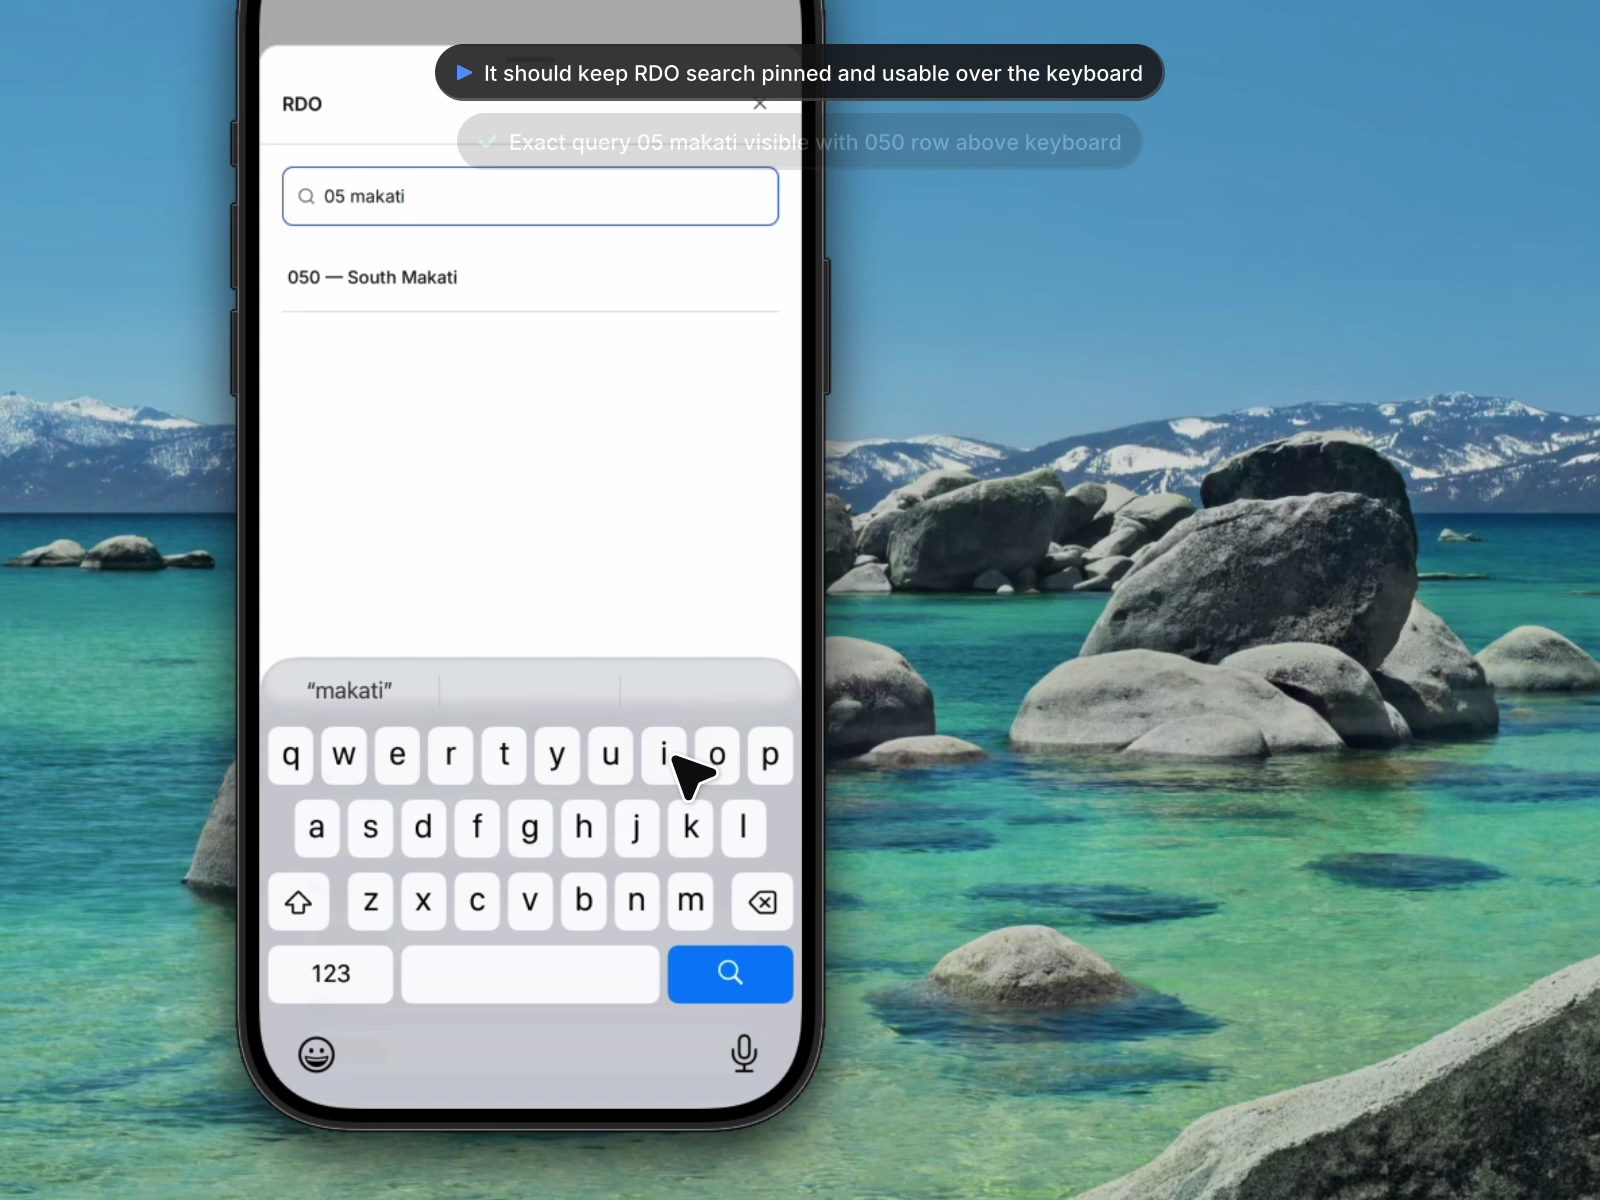 It should keep RDO search pinned and usable over the keyboard
RDO
Exact query 05 makati visible with 050 row above keyboard
05 makati
050 — South Makati
“makati”
q w e r t y u i o p
a s d f g h j k l
z x c v b n m
123